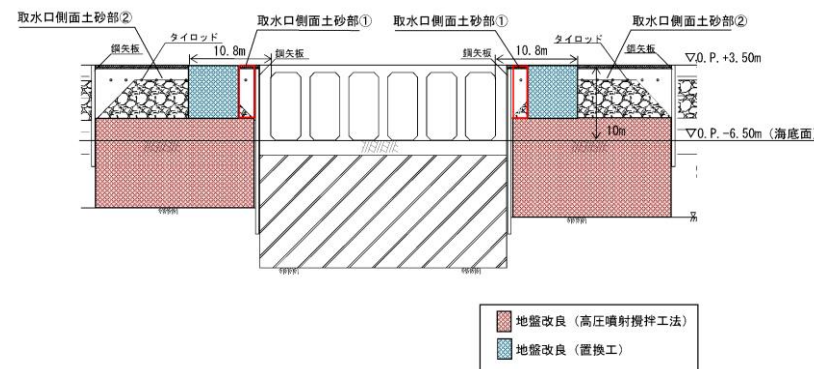 取水口側面土砂部②
取水口側面土砂部①
取水口側面土砂部①
取水口側面土砂部②
タイロッド
タイロッド
鋼矢板
10.8m
鋼矢板
鋼矢板
10.8m
鋼矢板
▽O.P.+3.50m
10m
▽O.P.-6.50m（海底面）
地盤改良（高圧噴射攪拌工法）
地盤改良（置換工）